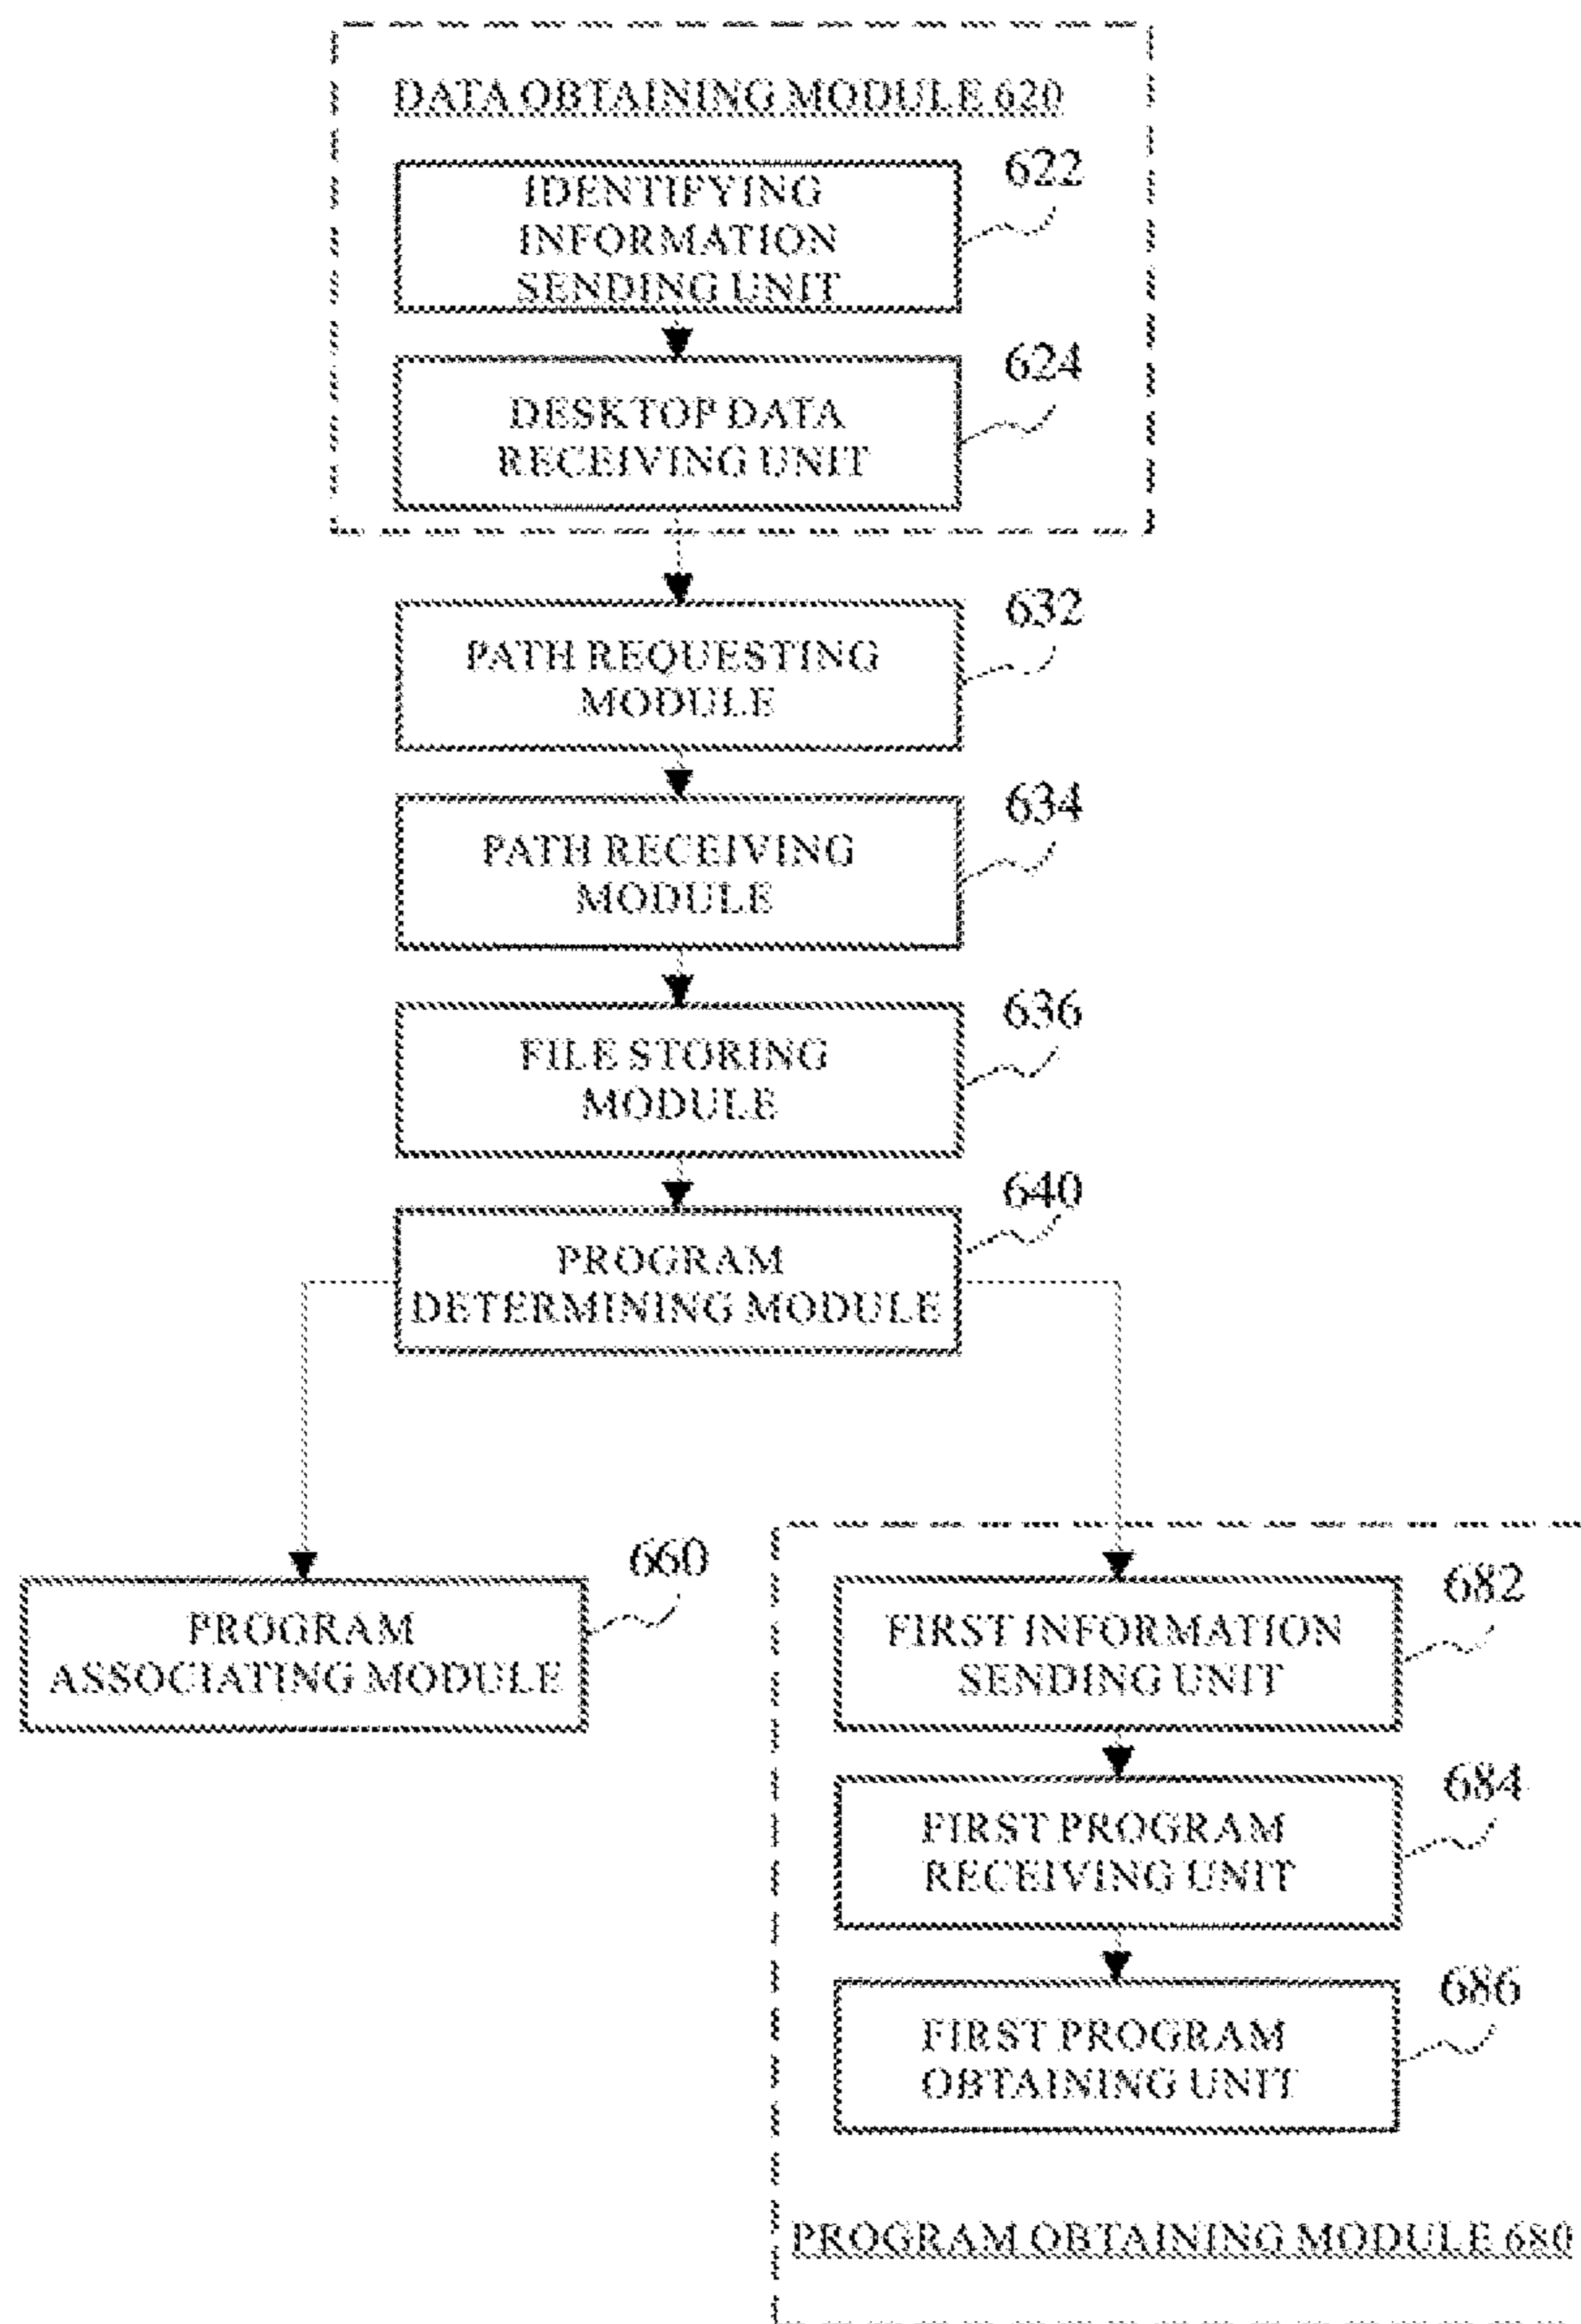 DATA OBTAINING MODULE 620
622
IDENTIFYING
INFORMATION
SENDING UNIT
624
DESKTOP DATA
RECEIVING UNIT
632
PATH REQUESTING
MODULE
634
PATH RECEIVING
MODULE
636
FILE STORING
MODULE
640
PROGRAM
DETERMINING MODULE
660
PROGRAM
ASSOCIATING MODULE
682
FIRST INFORMATION
SENDING UNIT
684
FIRST PROGRAM
RECEIVING UNIT
686
FIRST PROGRAM
OBTAINING UNIT
PROGRAM OBTAINING MODULE 680